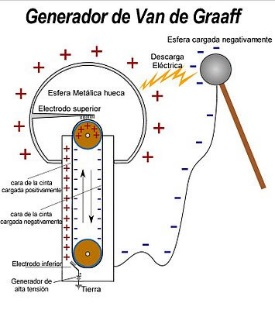 Generador de Van de Graaff
Esfera cargada negativamente
Descarga
Eléctrica
Esfera Metálica hueca
Electrodo superior
cara de la cinta
cargada positivamente
cara de la cinta
cargada negativamente
Electrodo inferior
Generador de
alta tensión
Tierra